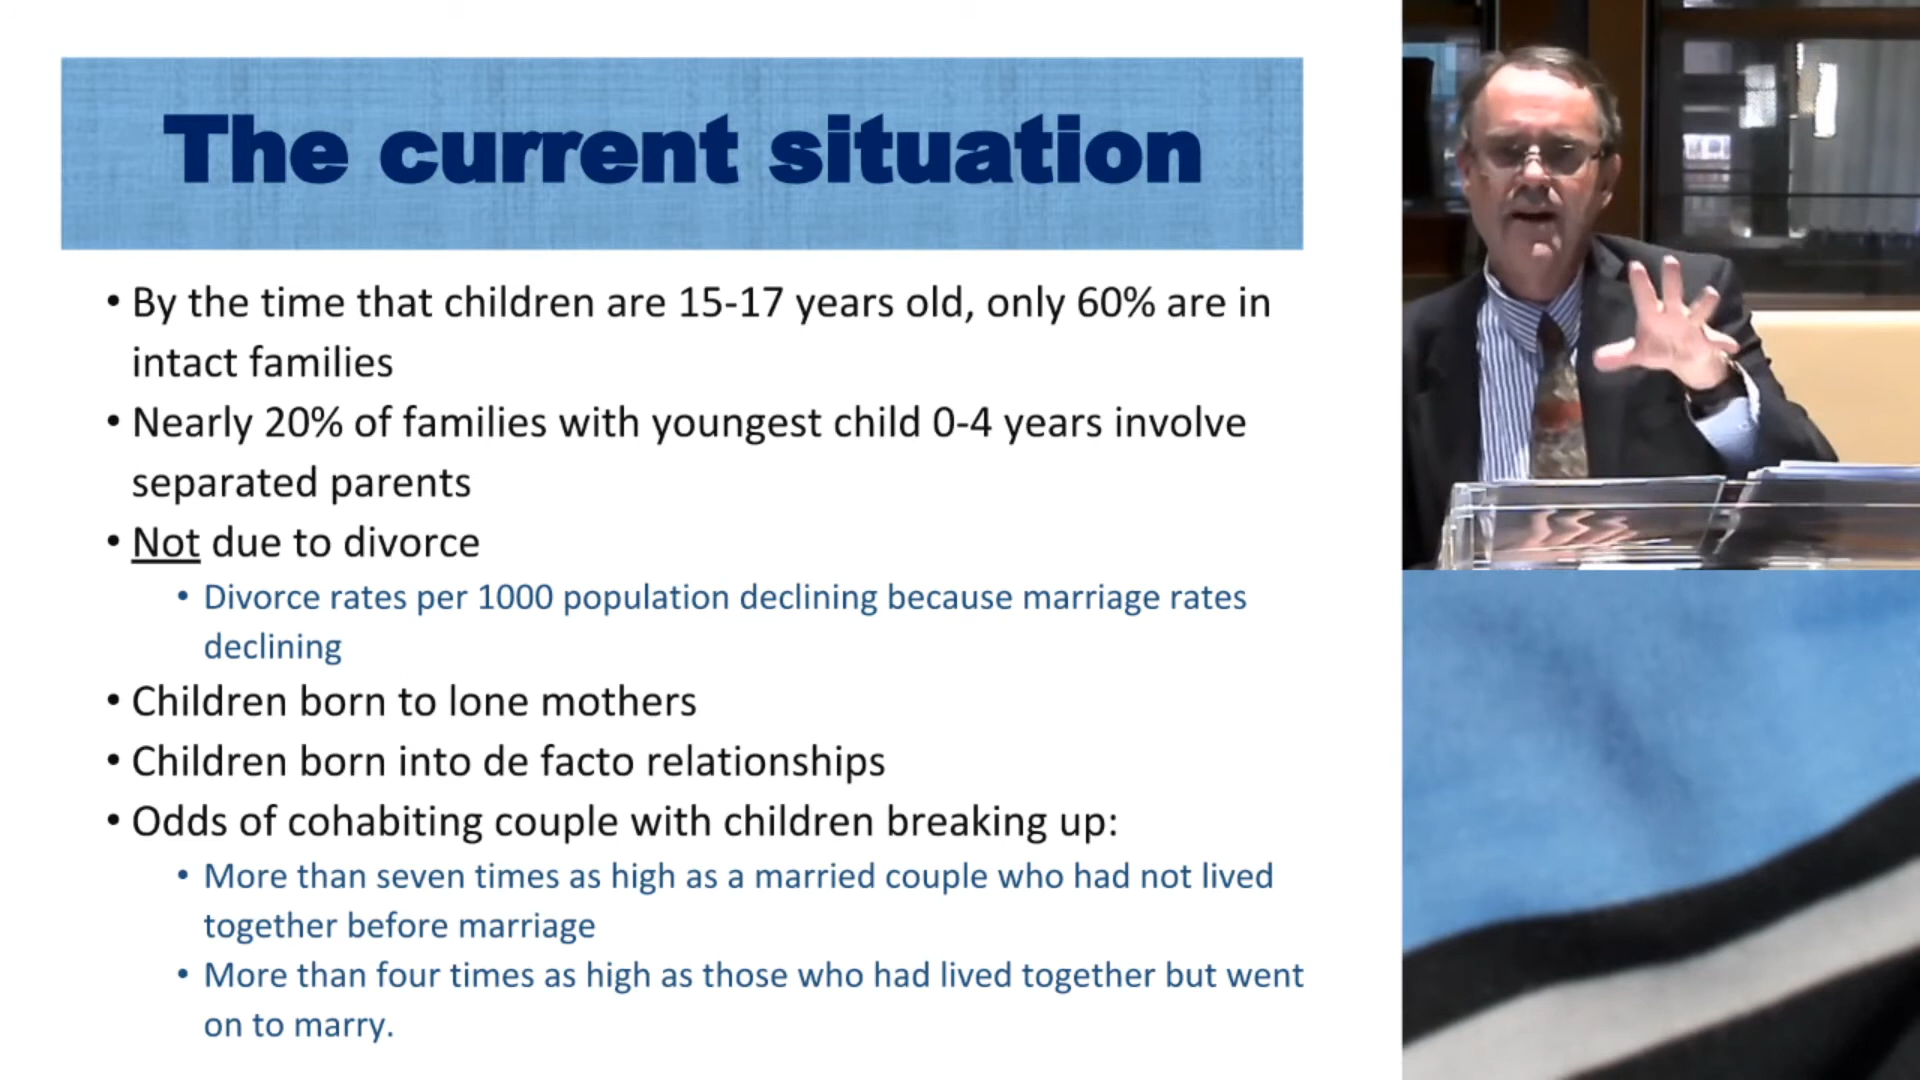 The current situation
• By the time that children are 15-17 years old, only 60% are in
intact families
• Nearly 20% of families with youngest child 0-4 years involve
separated parents
• Not due to divorce
• Divorce rates per 1000 population declining because marriage rates
declining
• Children born to lone mothers
• Children born into de facto relationships
• Odds of cohabiting couple with children breaking up:
• More than seven times as high as a married couple who had not lived
together before marriage
• More than four times as high as those who had lived together but went
on to marry.